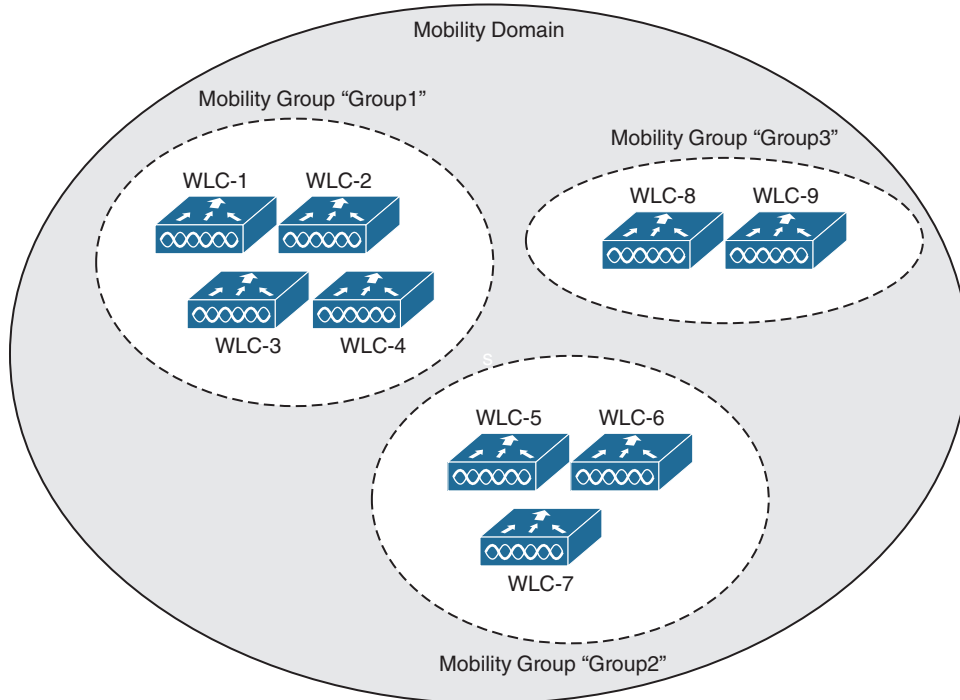 Mobility Domain
Mobility Group “Group1”
WLC-1
WLC-2
WLC-3
WLC-4
Mobility Group “Group3”
WLC-8
WLC-9
s
WLC-5
WLC-6
WLC-7
Mobility Group “Group2”